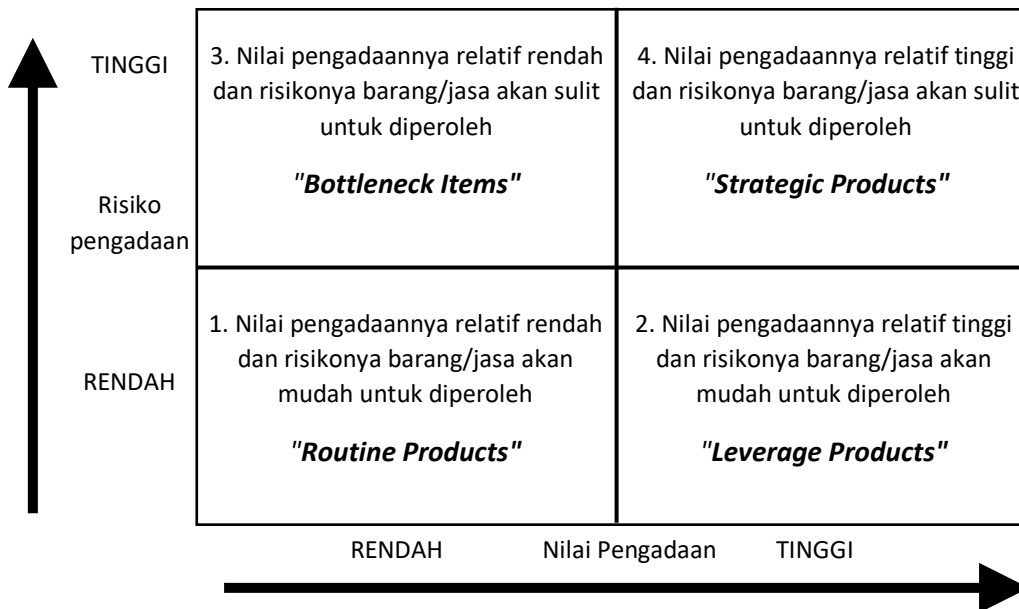 TINGGI
3. Nilai pengadaannya relatif rendah
dan risikonya barang/jasa akan sulit
untuk diperoleh
"Bottleneck Items"
4. Nilai pengadaannya relatif tinggi
dan risikonya barang/jasa akan sulit
untuk diperoleh
"Strategic Products"
Risiko
pengadaan
RENDAH
1. Nilai pengadaannya relatif rendah
dan risikonya barang/jasa akan
mudah untuk diperoleh
"Routine Products"
2. Nilai pengadaannya relatif tinggi
dan risikonya barang/jasa akan
mudah untuk diperoleh
"Leverage Products"
RENDAH
Nilai Pengadaan
TINGGI